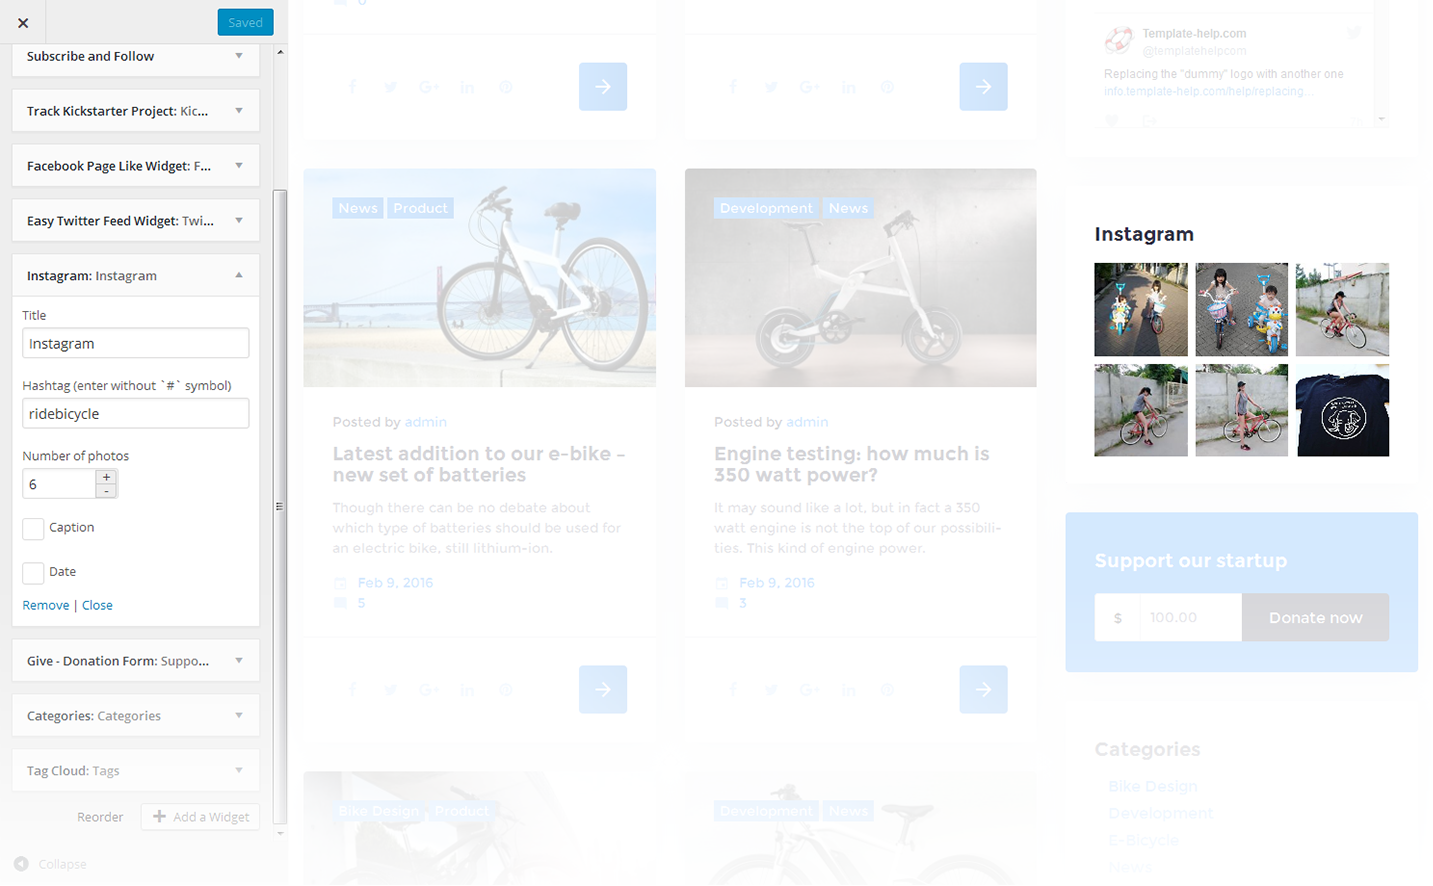 Saved
Subscribe and Follow
Track Kickstarter Project: Kic...
Facebook Page Like Widget: F...
Easy Twitter Feed Widget: Twi...
Instagram: Instagram
Title
Instagram
Hashtag (enter without `#` symbol)
ridebicycle
Number of photos
6
+
-
Caption
Date
Remove | Close
Give - Donation Form: Suppo...
Categories: Categories
Tag Cloud: Tags
Reorder
Add a Widget
Collapse
News Product
Posted by admin
Latest addition to our e-bike –
new set of batteries
Though there can be no debate about
which type of batteries should be used for
an electric bike, still lithium-ion.
Feb 9, 2016
5
Bike Design Product
Development News
Posted by admin
Engine testing: how much is
350 watt power?
It may sound like a lot, but in fact a 350
watt engine is not the top of our possibili-
ties. This kind of engine power.
Feb 9, 2016
3
Development News
Template-help.com
@templatehelpcom
Replacing the "dummy" logo with another one
info.template-help.com/help/replacing...
Instagram
Support our startup
$ 100.00 Donate now
Categories
Bike Design
Development
E-Bicycle
News